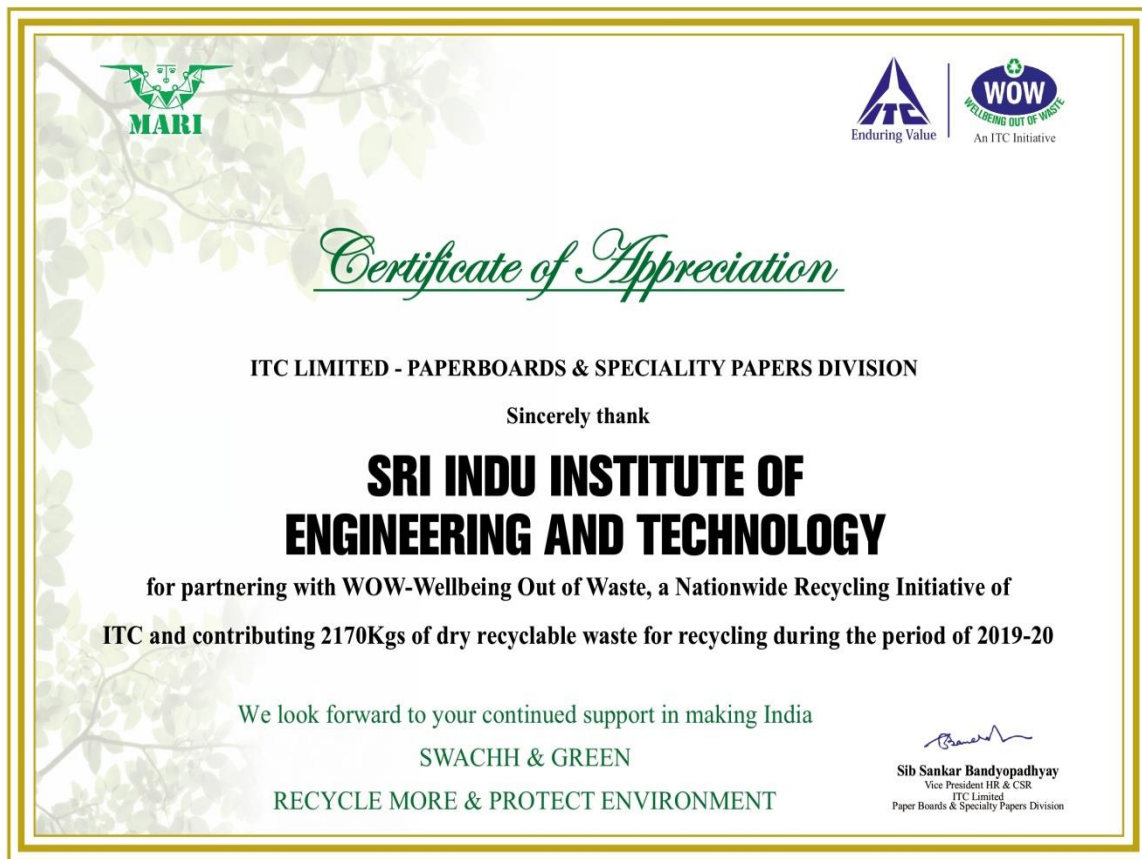 MARI
ITC
Enduring Value
WOW
WELLBEING OUT OF WASTE
An ITC Initiative
Certificate of Appreciation
ITC LIMITED - PAPERBOARDS & SPECIALITY PAPERS DIVISION
Sincerely thank
SRI INDU INSTITUTE OF
ENGINEERING AND TECHNOLOGY
for partnering with WOW-Wellbeing Out of Waste, a Nationwide Recycling Initiative of
ITC and contributing 2170Kgs of dry recyclable waste for recycling during the period of 2019-20
We look forward to your continued support in making India
SWACHH & GREEN
RECYCLE MORE & PROTECT ENVIRONMENT
Sib Sankar Bandyopadhyay
Vice President HR & CSR
ITC Limited
Paper Boards & Specialty Papers Division